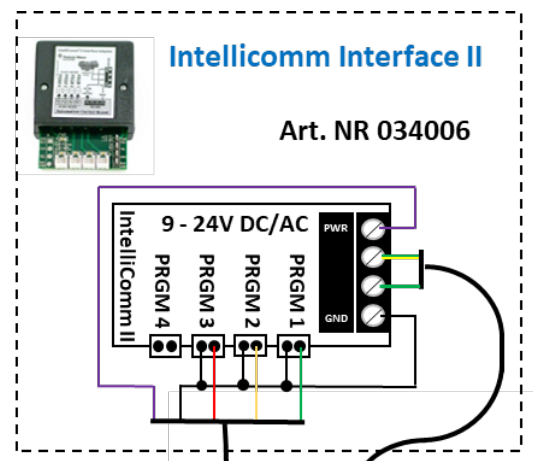 Intellicomm Interface II
Art. NR 034006
9 - 24V DC/AC
PWR
IntelliComm II
PRGM 4
PRGM 3
PRGM 2
PRGM 1
GND